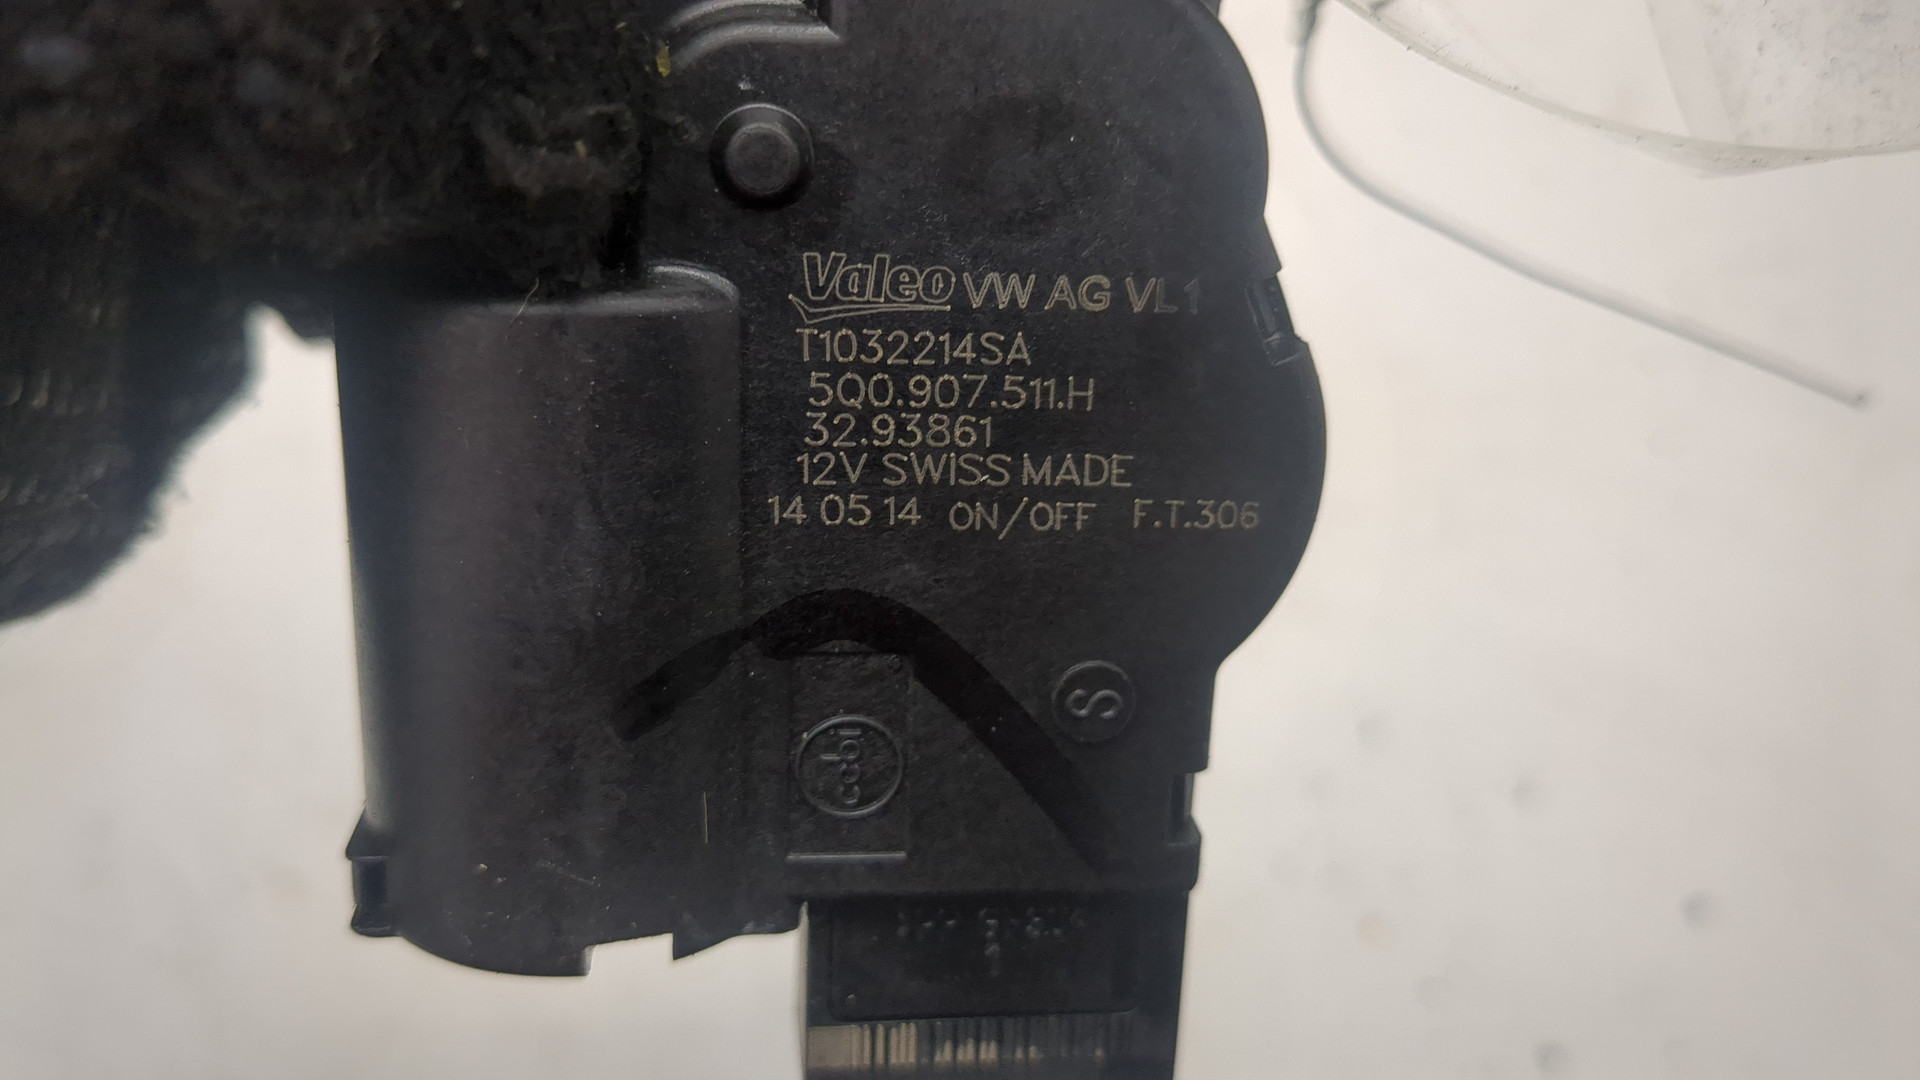 Valeo VW AG VL1
T1032214SA
5Q0.907.511.H
32.93861
12V SWISS MADE
14 05 14 ON/OFF F.T.306
S
ccbi